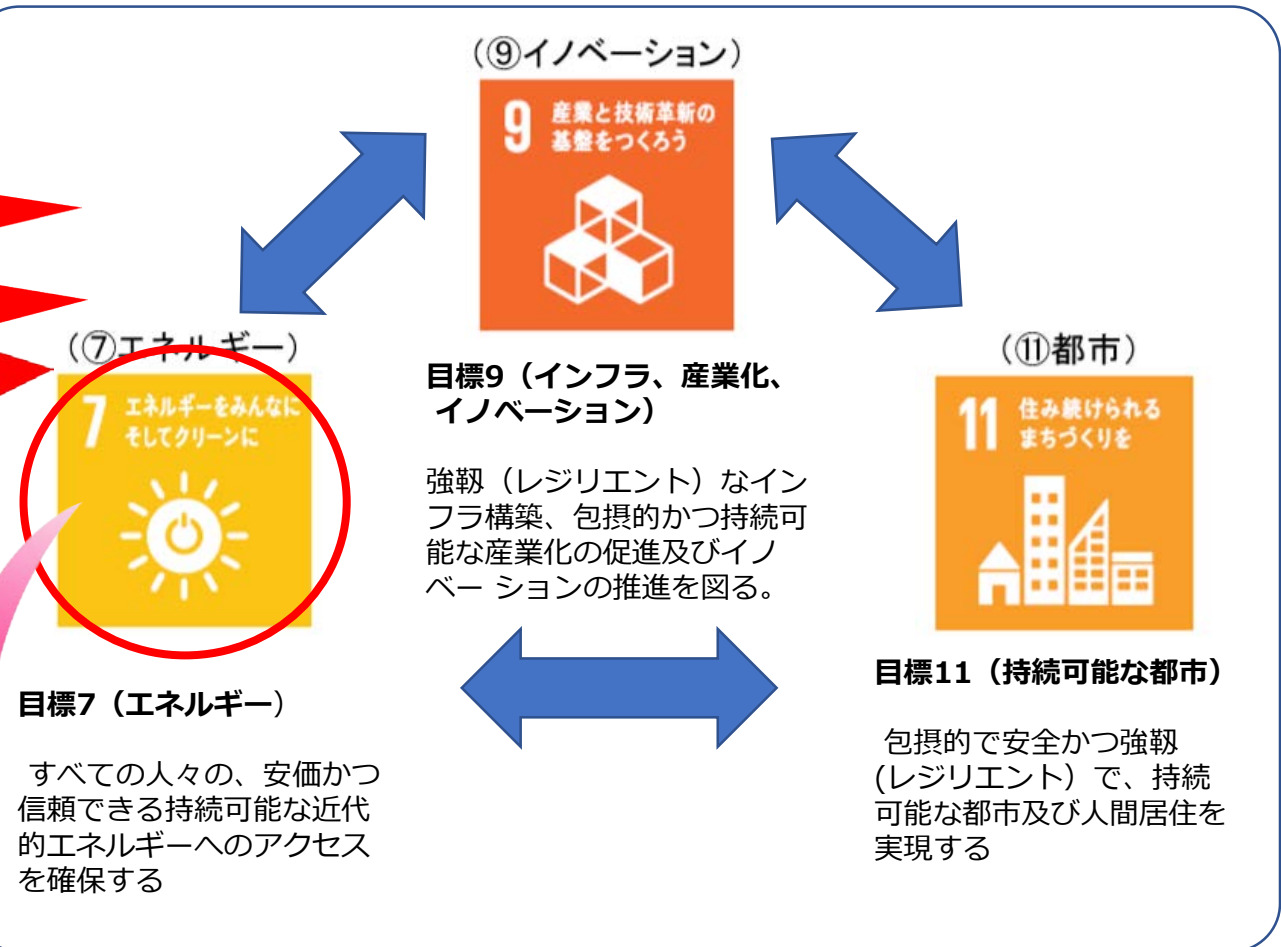 （⑨イノベーション）
9 産業と技術革新の
基盤をつくろう
目標9（インフラ、産業化、
イノベーション）
強靱（レジリエント）なイン
フラ構築、包摂的かつ持続可
能な産業化の促進及びイノ
ベー ションの推進を図る。
（⑦エネルギー）
7 エネルギーをみんなに
そしてクリーンに
目標7（エネルギー）
すべての人々の、安価かつ
信頼できる持続可能な近代
的エネルギーへのアクセス
を確保する
（⑪都市）
11 住み続けられる
まちづくりを
目標11（持続可能な都市）
包摂的で安全かつ強靱
(レジリエント）で、持続
可能な都市及び人間居住を
実現する